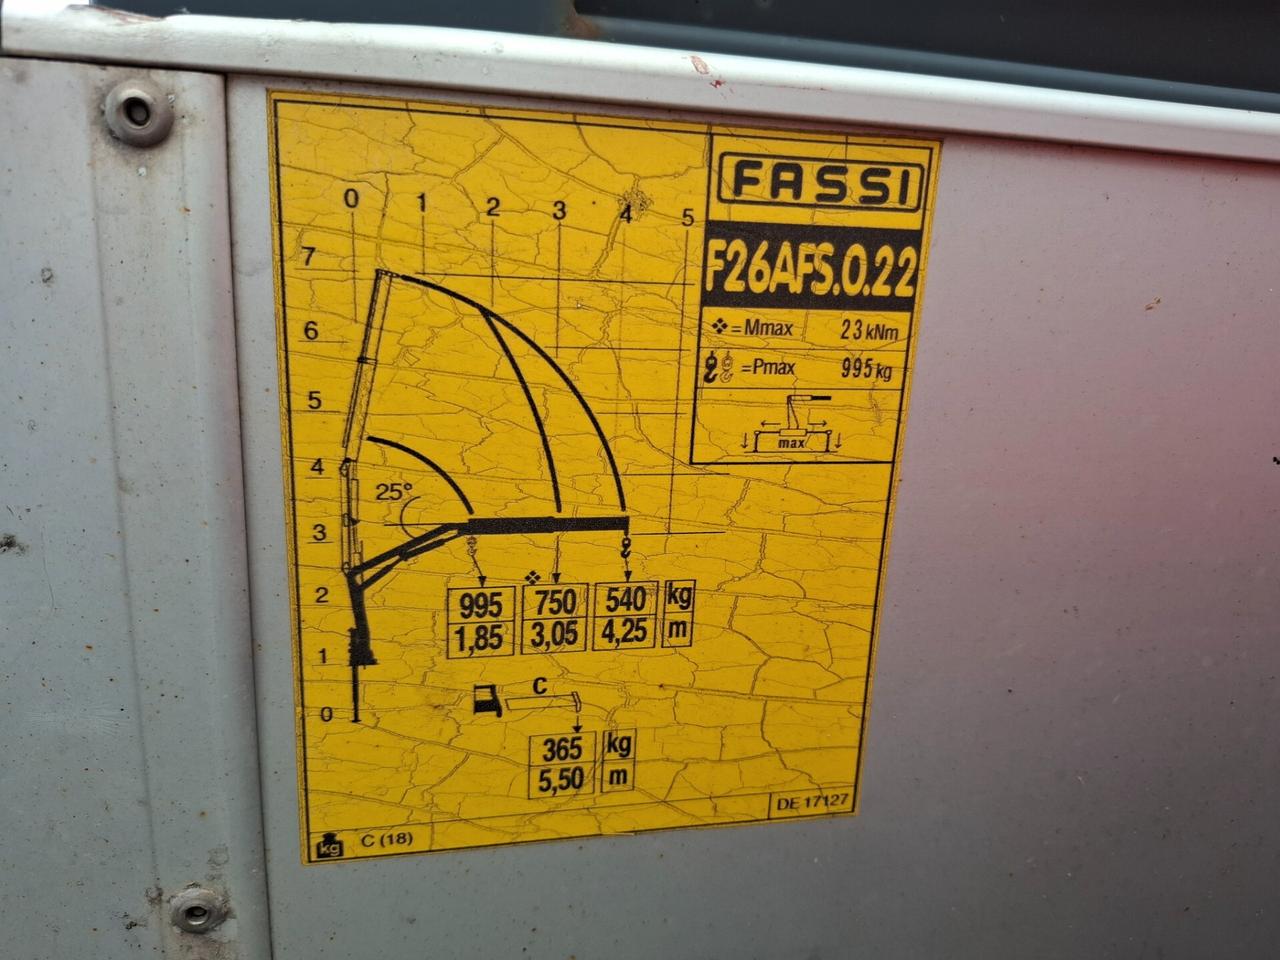 FASSI
F26AFS.0.22
= Mmax 23 kNm
= Pmax 995 kg
max
0 1 2 3 4 5
7
6
5
4
25°
3
2
1
0
995 750 540 kg
1,85 3,05 4,25 m
C
365 kg
5,50 m
DE 17127
kg C (18)